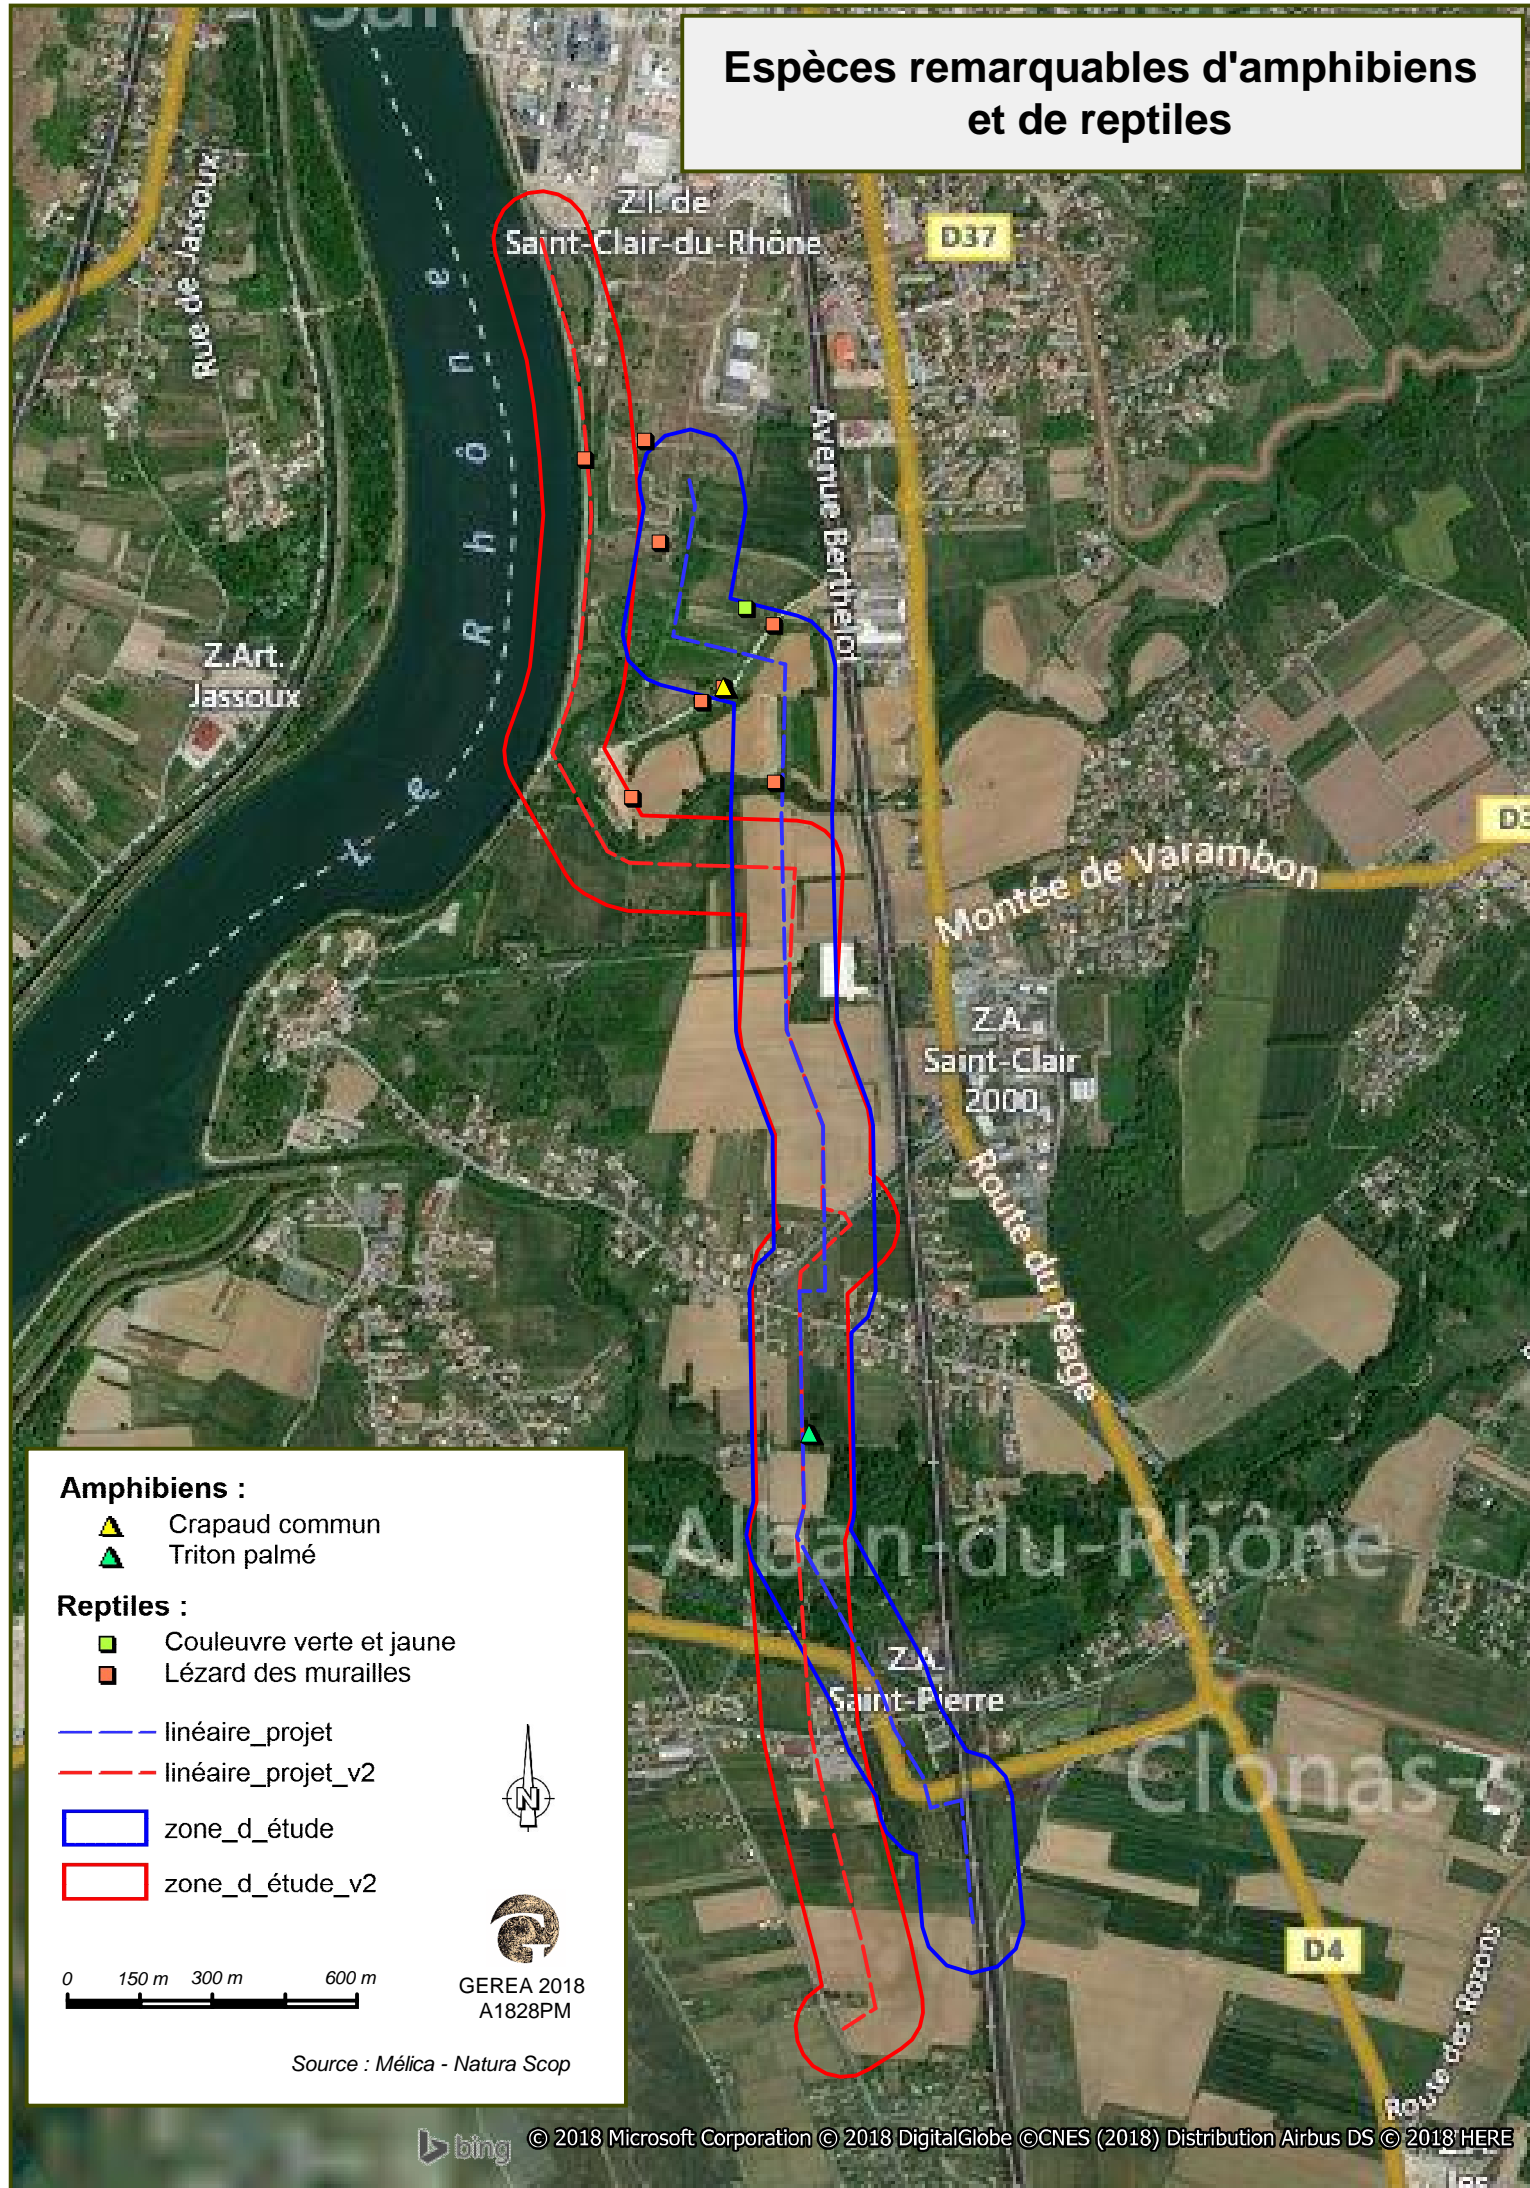 Espèces remarquables d'amphibiens
et de reptiles
Z.I. de
Saint-Clair-du-Rhône
D37
Rue de Jassoux
Le Rhône
Avenue Berthelot
Z.Art.
Jassoux
Montée de Varambon
Z.A.
Saint-Clair
2000
Route du Péage
-Alban-du-Rhône
Z.A.
Saint-Pierre
Clonas-s
D4
Route des Rozons
Amphibiens :
Crapaud commun
Triton palmé
Reptiles :
Couleuvre verte et jaune
Lézard des murailles
linéaire_projet
linéaire_projet_v2
zone_d_étude
zone_d_étude_v2
N
0 150 m 300 m 600 m
GEREA 2018
A1828PM
Source : Mélica - Natura Scop
bing
© 2018 Microsoft Corporation © 2018 DigitalGlobe ©CNES (2018) Distribution Airbus DS © 2018 HERE